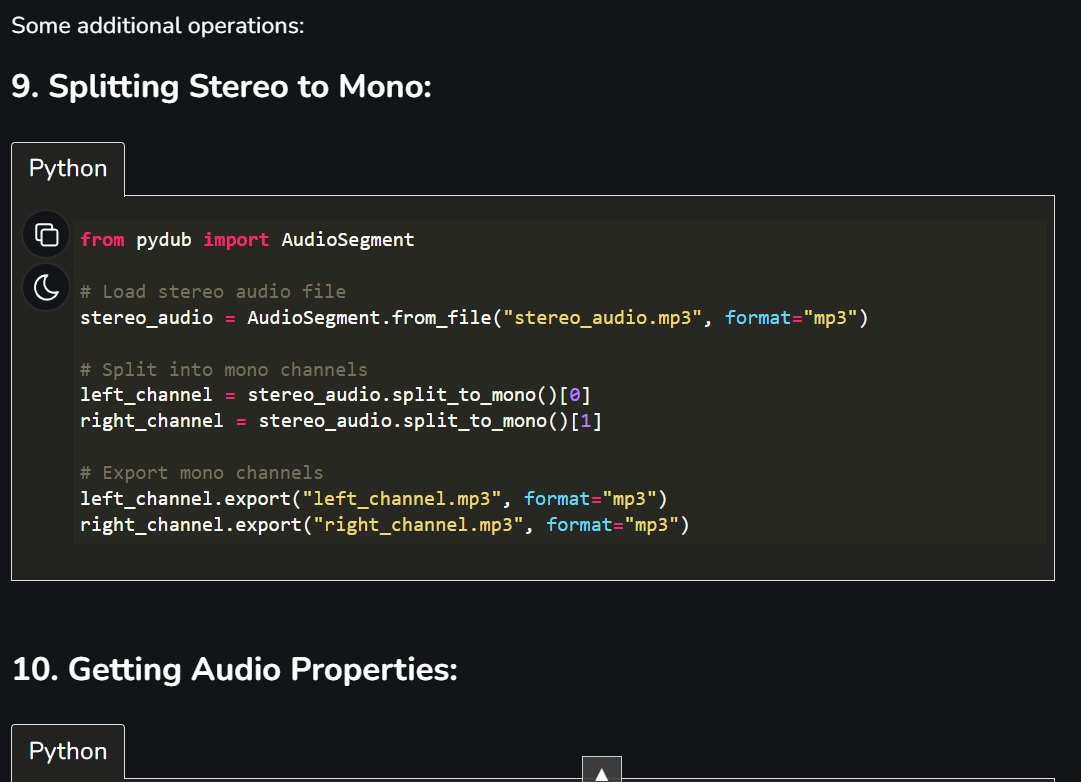 Some additional operations:
9. Splitting Stereo to Mono:
Python
from pydub import AudioSegment
# Load stereo audio file
stereo_audio = AudioSegment.from_file("stereo_audio.mp3", format="mp3")
# Split into mono channels
left_channel = stereo_audio.split_to_mono()[0]
right_channel = stereo_audio.split_to_mono()[1]
# Export mono channels
left_channel.export("left_channel.mp3", format="mp3")
right_channel.export("right_channel.mp3", format="mp3")
10. Getting Audio Properties:
Python